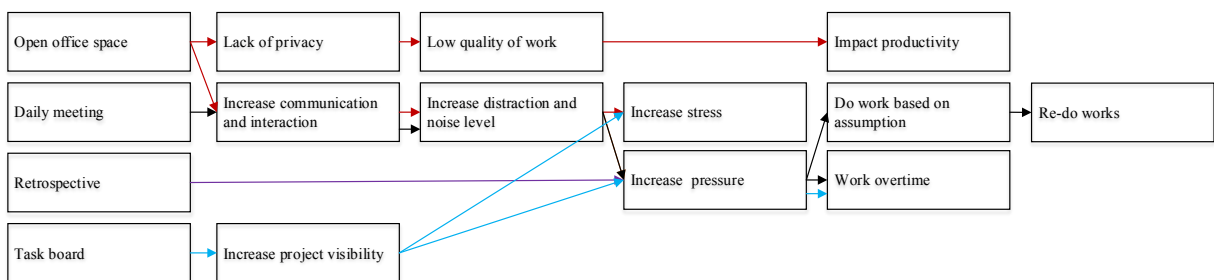 Open office space
Lack of privacy
Low quality of work
Impact productivity
Daily meeting
Increase communication
and interaction
Increase distraction and
noise level
Increase stress
Do work based on
assumption
Re-do works
Retrospective
Increase pressure
Work overtime
Task board
Increase project visibility